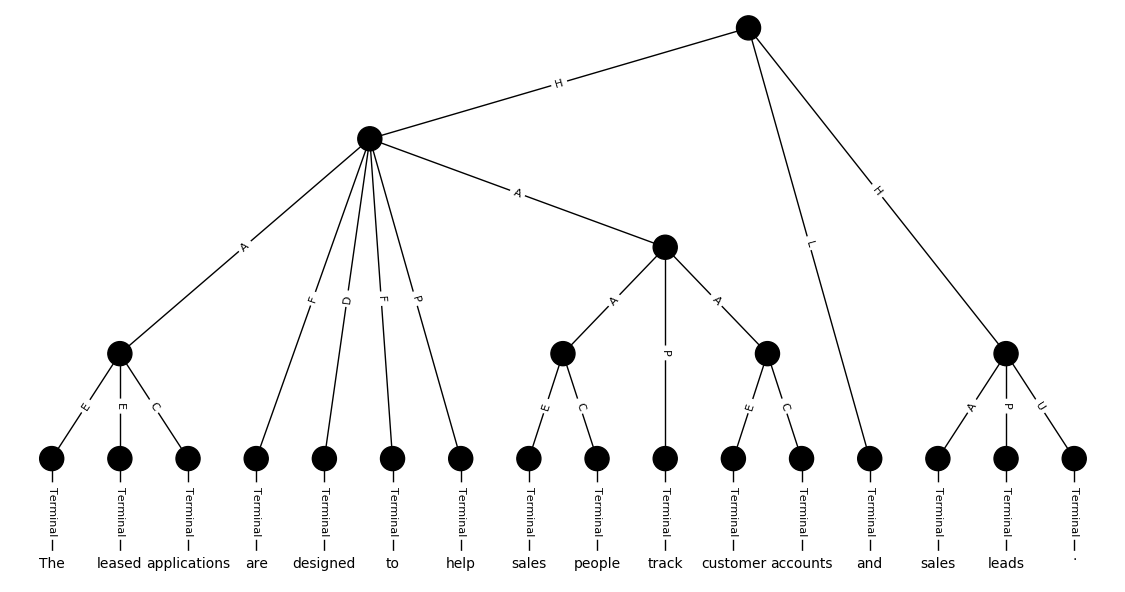 H
H
A
A
L
F
D
F
P
A
P
A
E
E
C
E
C
E
C
A
P
U
Terminal Terminal Terminal Terminal Terminal Terminal Terminal Terminal Terminal Terminal Terminal Terminal Terminal Terminal Terminal Terminal
The leased applications are designed to help sales people track customer accounts and sales leads .